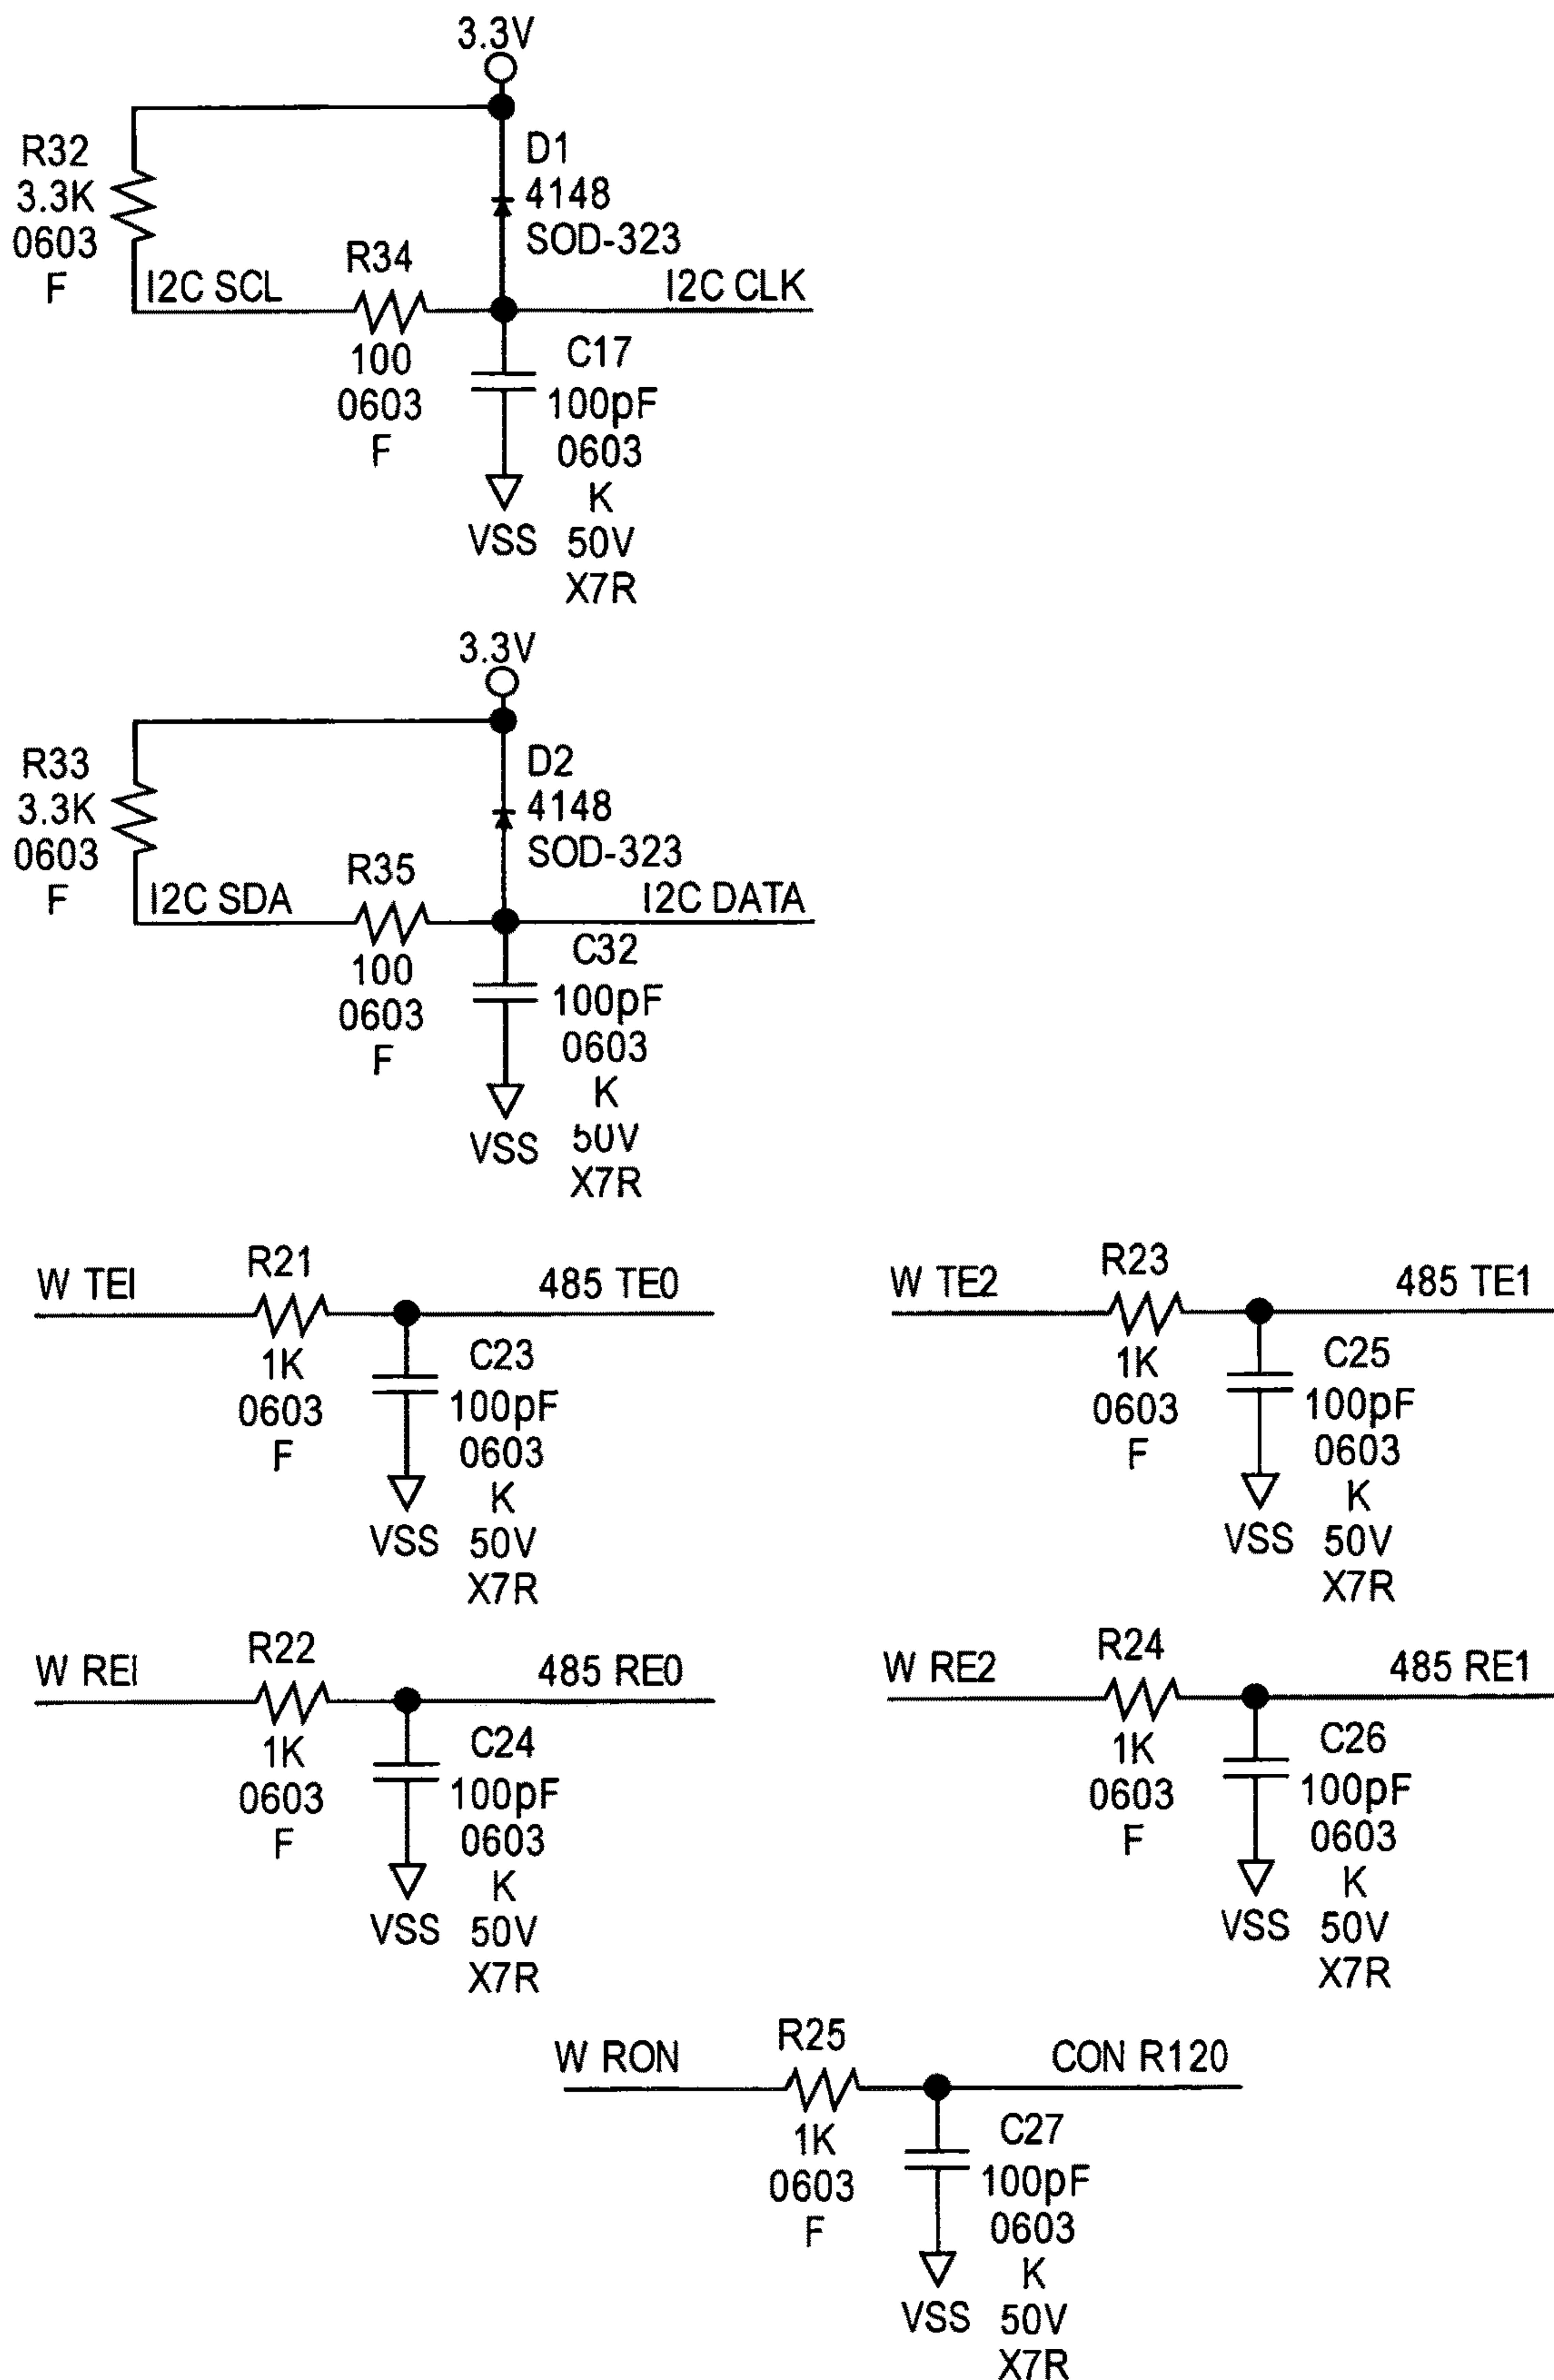 3.3V
R32
3.3K
0603
F
D1
4148
SOD-323
I2C SCL
R34
100
0603
F
I2C CLK
C17
100pF
0603
K
50V
X7R
VSS
3.3V
R33
3.3K
0603
F
D2
4148
SOD-323
I2C SDA
R35
100
0603
F
I2C DATA
C32
100pF
0603
K
50V
X7R
VSS
W TEI
R21
1K
0603
F
485 TE0
C23
100pF
0603
K
50V
X7R
VSS
W TE2
R23
1K
0603
F
485 TE1
C25
100pF
0603
K
50V
X7R
VSS
W REI
R22
1K
0603
F
485 RE0
C24
100pF
0603
K
50V
X7R
VSS
W RE2
R24
1K
0603
F
485 RE1
C26
100pF
0603
K
50V
X7R
VSS
W RON
R25
1K
0603
F
CON R120
C27
100pF
0603
K
50V
X7R
VSS